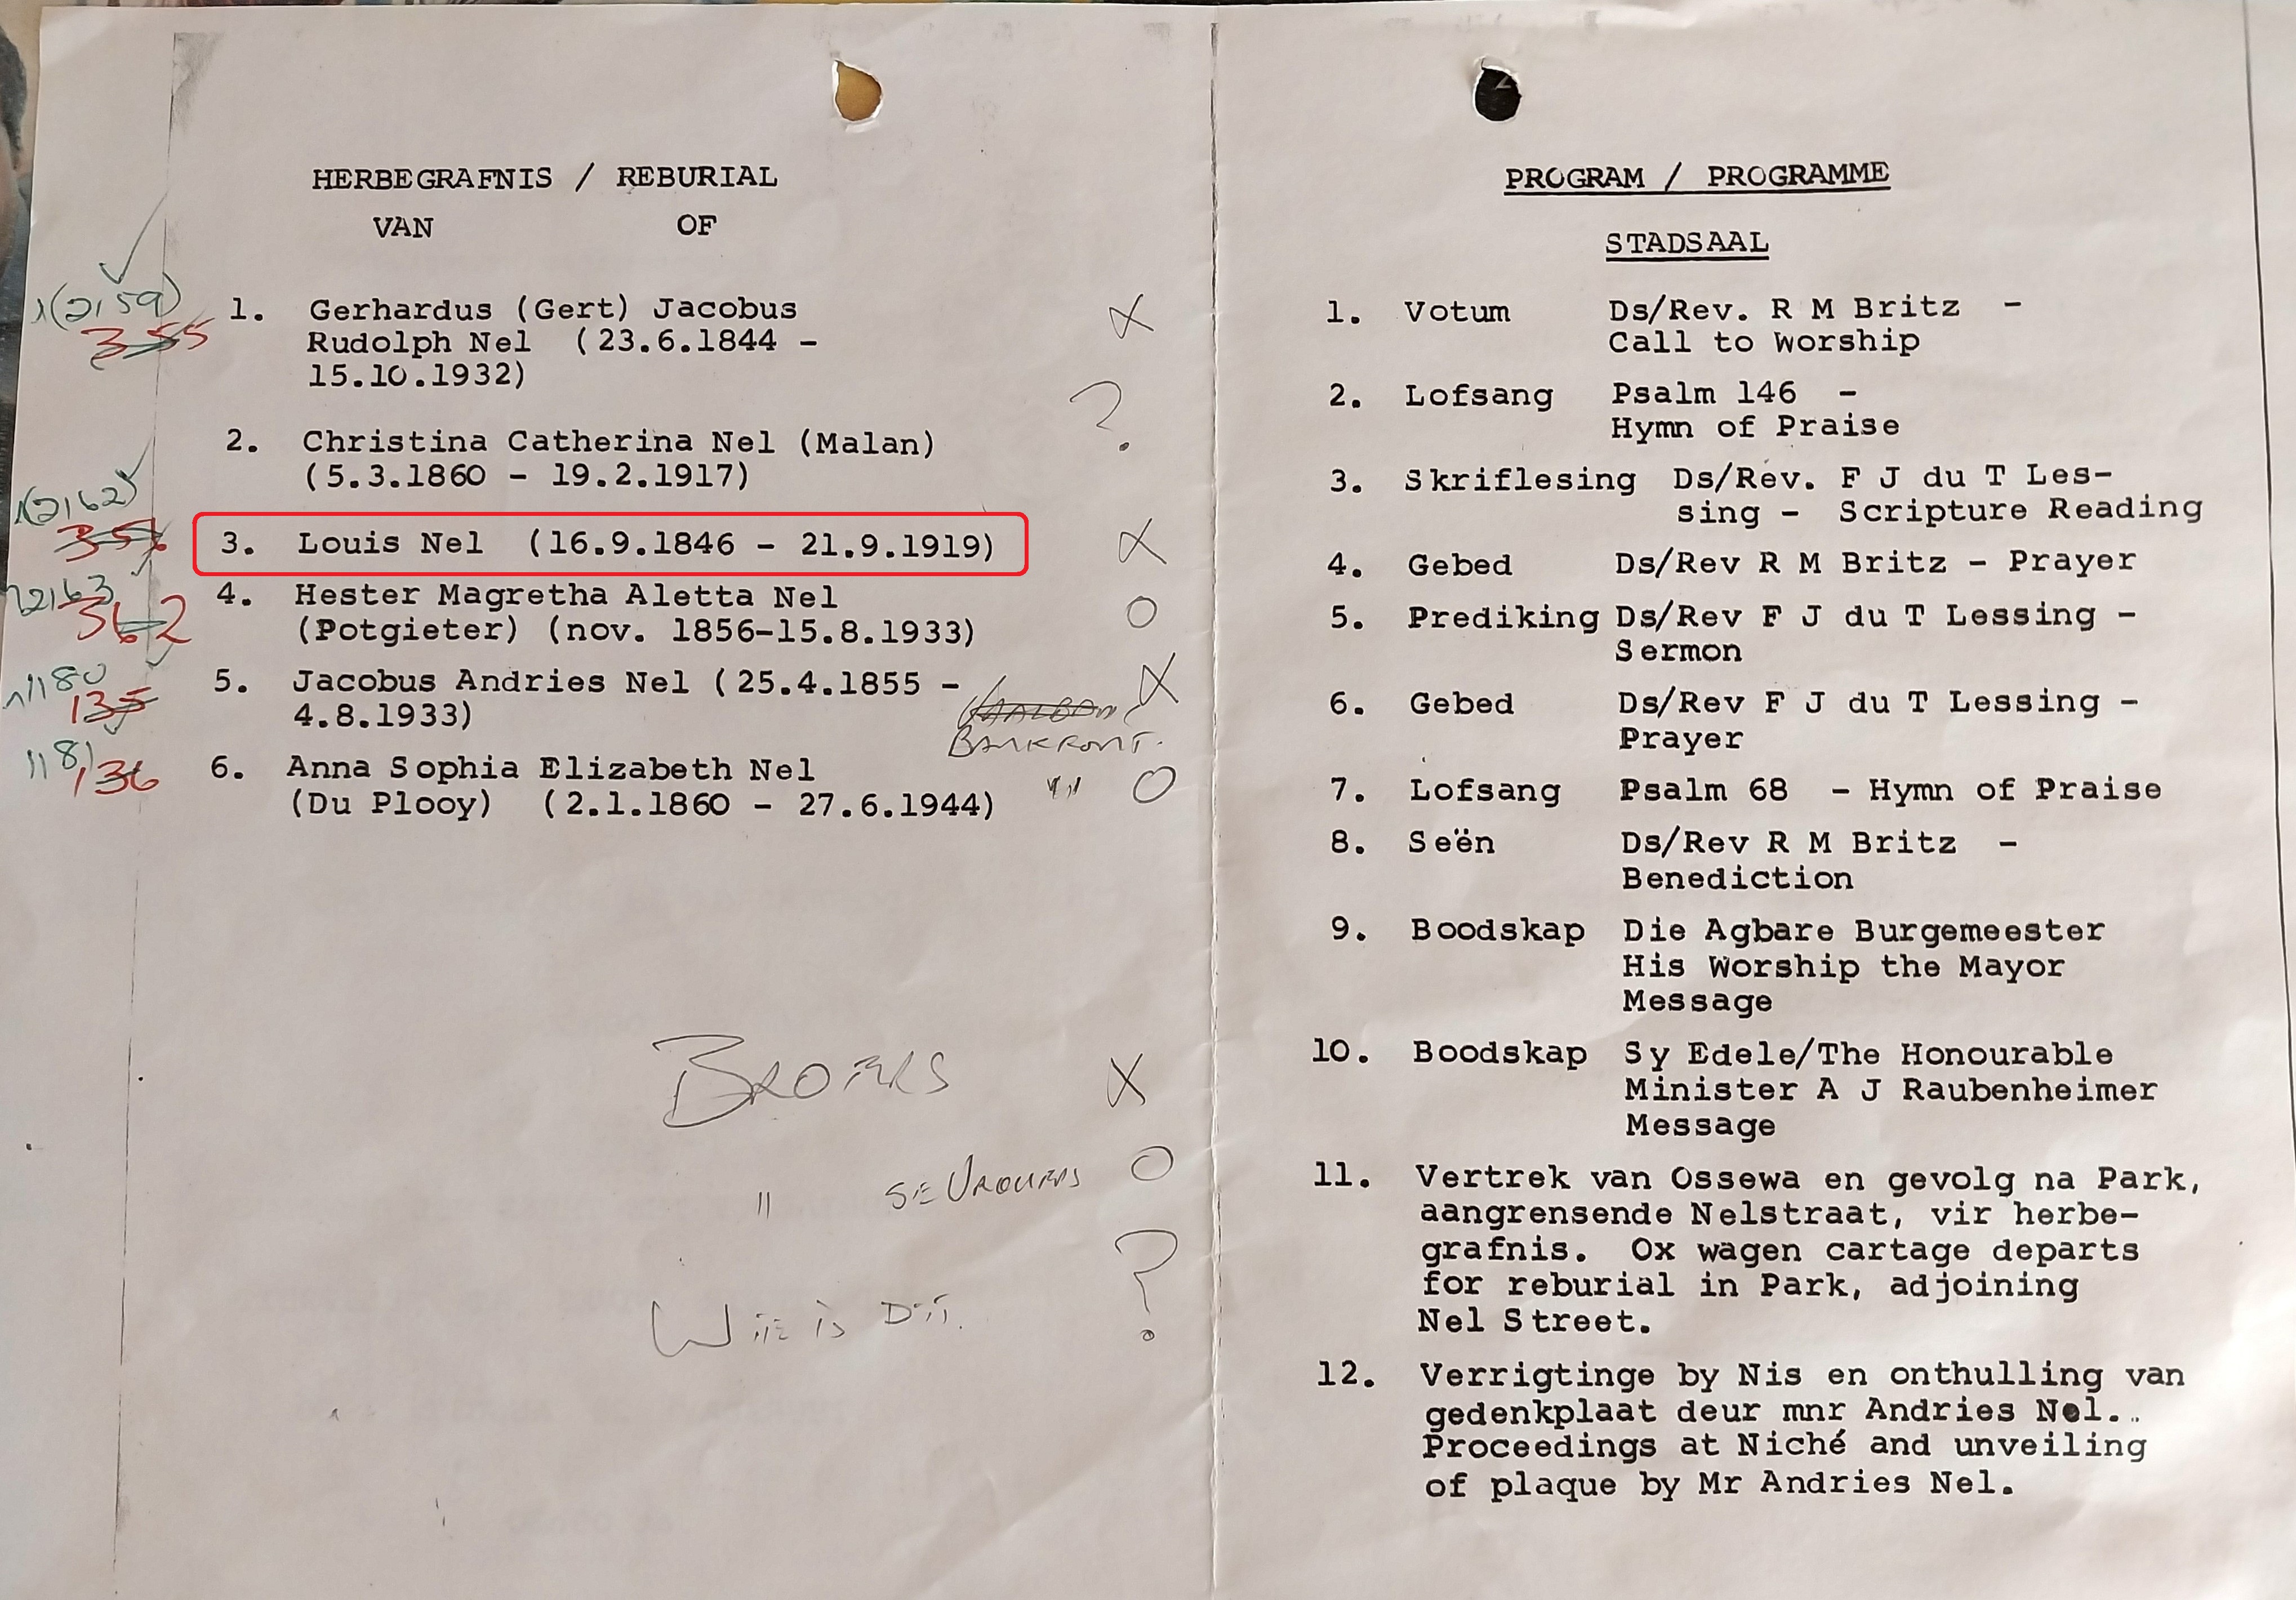 HERBEGRAFNIS / REBURIAL
VAN OF
1. Gerhardus (Gert) Jacobus
Rudolph Nel (23.6.1844 -
15.10.1932)
2. Christina Catherina Nel (Malan)
(5.3.1860 - 19.2.1917)
?
3. Louis Nel (16.9.1846 - 21.9.1919)
4. Hester Magretha Aletta Nel
(Potgieter) (nov. 1856-15.8.1933)
5. Jacobus Andries Nel (25.4.1855 -
4.8.1933)
BANKROTT.
6. Anna Sophia Elizabeth Nel
(Du Plooy) (2.1.1860 - 27.6.1944)
355
362
1180
135
1181
136
BROERS X
" SE VROUENS O
WIE IS DIT. ?
PROGRAM / PROGRAMME
STADSAAL
1. Votum Ds/Rev. R M Britz -
Call to Worship
2. Lofsang Psalm 146 -
Hymn of Praise
3. Skriflesing Ds/Rev. F J du T Les-
sing - Scripture Reading
4. Gebed Ds/Rev R M Britz - Prayer
5. Prediking Ds/Rev F J du T Lessing -
Sermon
6. Gebed Ds/Rev F J du T Lessing -
Prayer
7. Lofsang Psalm 68 - Hymn of Praise
8. Seën Ds/Rev R M Britz -
Benediction
9. Boodskap Die Agbare Burgemeester
His Worship the Mayor
Message
10. Boodskap Sy Edele/The Honourable
Minister A J Raubenheimer
Message
11. Vertrek van Ossewa en gevolg na Park,
aangrensende Nelstraat, vir herbe-
grafnis. Ox wagen cartage departs
for reburial in Park, adjoining
Nel Street.
12. Verrigtinge by Nis en onthulling van
gedenkplaat deur mnr Andries Nel..
Proceedings at Niché and unveiling
of plaque by Mr Andries Nel.